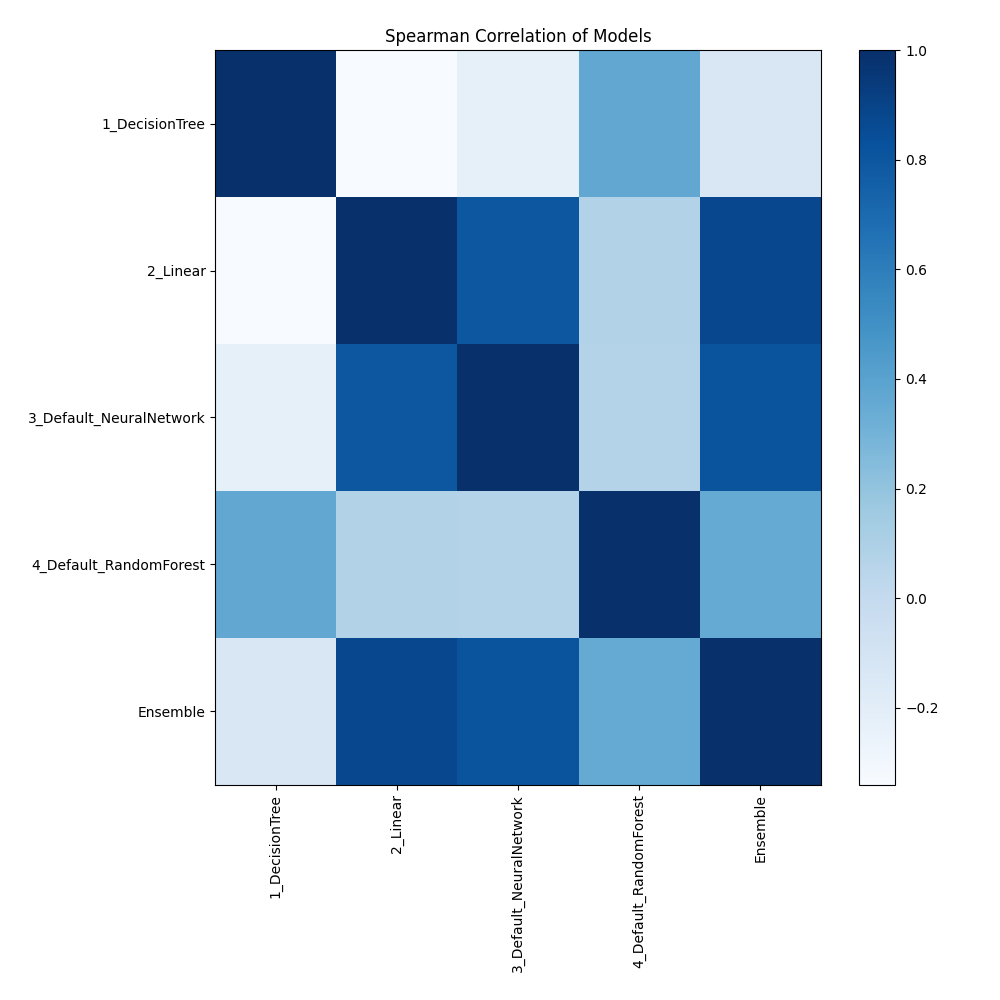 Spearman Correlation of Models
1_DecisionTree
2_Linear
3_Default_NeuralNetwork
4_Default_RandomForest
Ensemble
1_DecisionTree
2_Linear
3_Default_NeuralNetwork
4_Default_RandomForest
Ensemble
1.0
0.8
0.6
0.4
0.2
0.0
−0.2